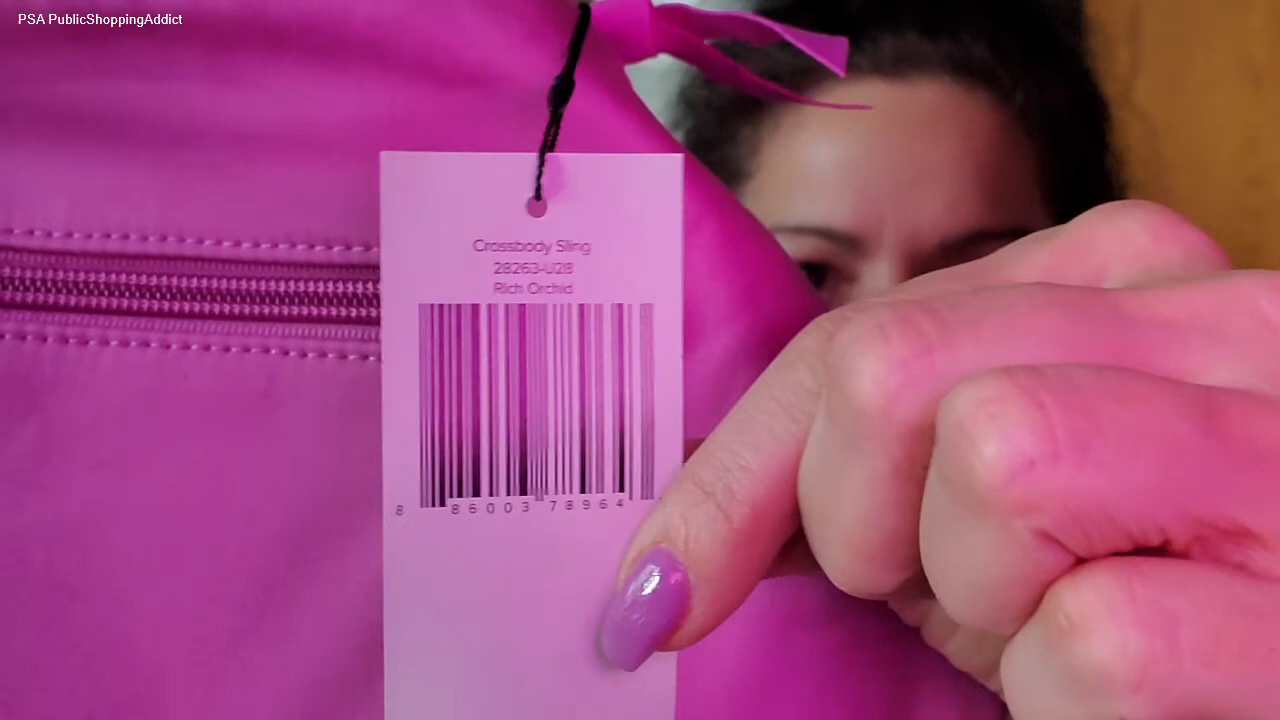 PSA PublicShoppingAddict
Crossbody Sling
28263-U28
Rich Orchid
8 86003 78964